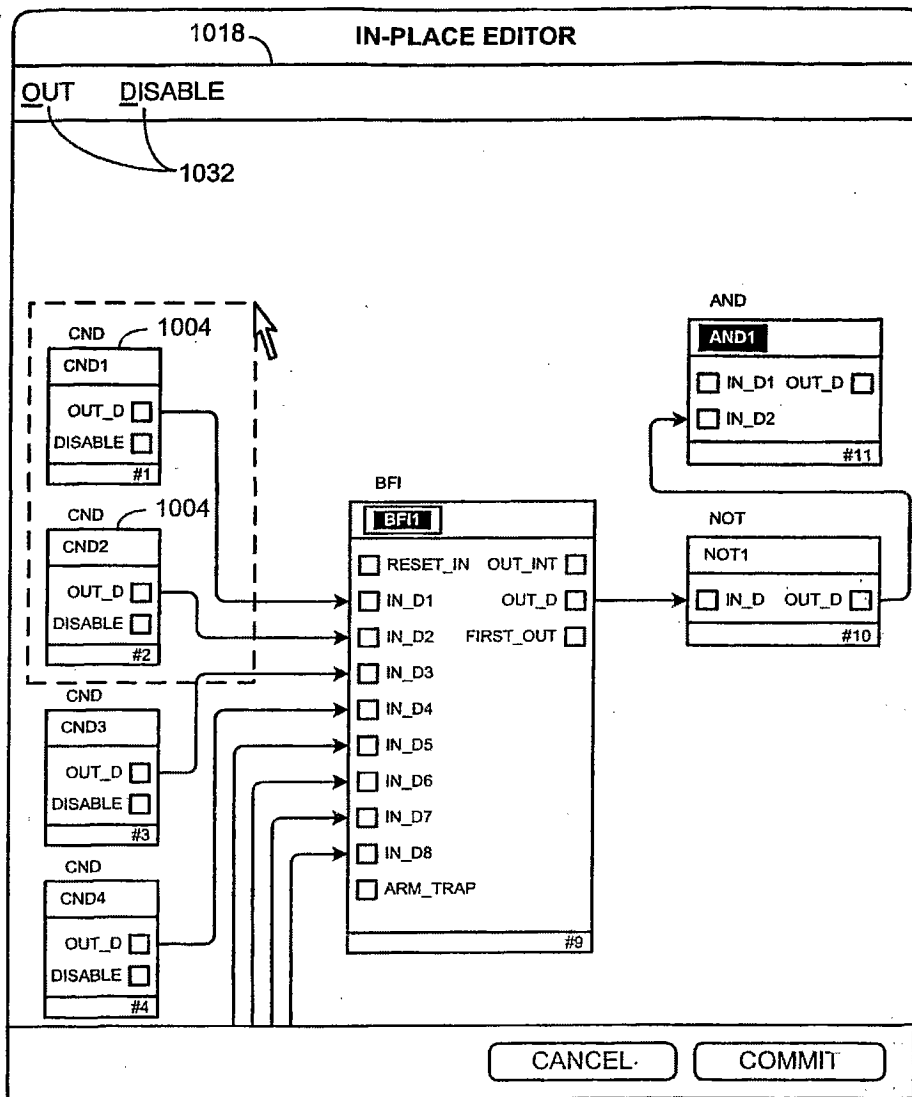 1018
IN-PLACE EDITOR
OUT DISABLE
1032
CND
1004
CND1
OUT_D
DISABLE
#1
CND
1004
CND2
OUT_D
DISABLE
#2
CND
CND3
OUT_D
DISABLE
#3
CND
CND4
OUT_D
DISABLE
#4
BFI
BFI1
RESET_IN OUT_INT
IN_D1 OUT_D
IN_D2 FIRST_OUT
IN_D3
IN_D4
IN_D5
IN_D6
IN_D7
IN_D8
ARM_TRAP
#9
AND
AND1
IN_D1 OUT_D
IN_D2
#11
NOT
NOT1
IN_D OUT_D
#10
CANCEL
COMMIT